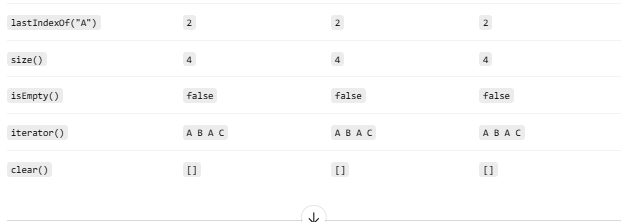 lastIndexOf("A") 2 2 2
size() 4 4 4
isEmpty() false false false
iterator() A B A C A B A C A B A C
clear() [] [] []